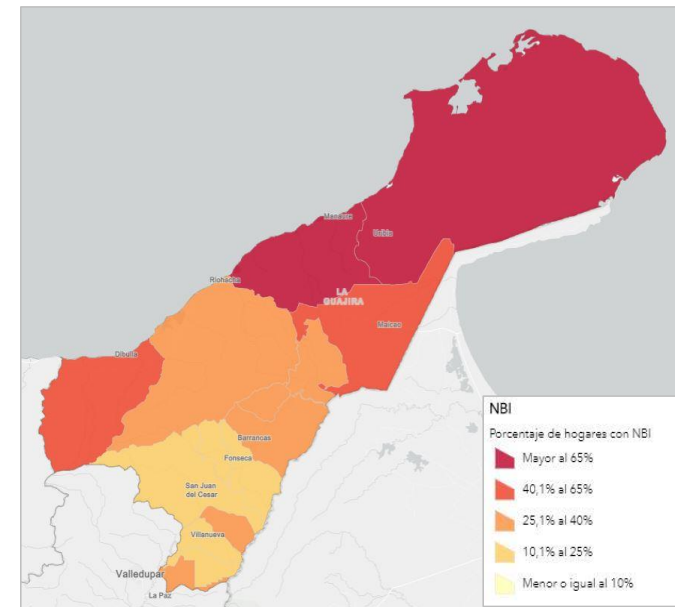 Manaure
Uribia
Riohacha
LA
GUAJIRA
Maicao
Dibulla
Barrancas
Fonseca
San Juan
del Cesar
Villanueva
Valledupar
La Paz
NBI
Porcentaje de hogares con NBI
Mayor al 65%
40,1% al 65%
25,1% al 40%
10,1% al 25%
Menor o igual al 10%